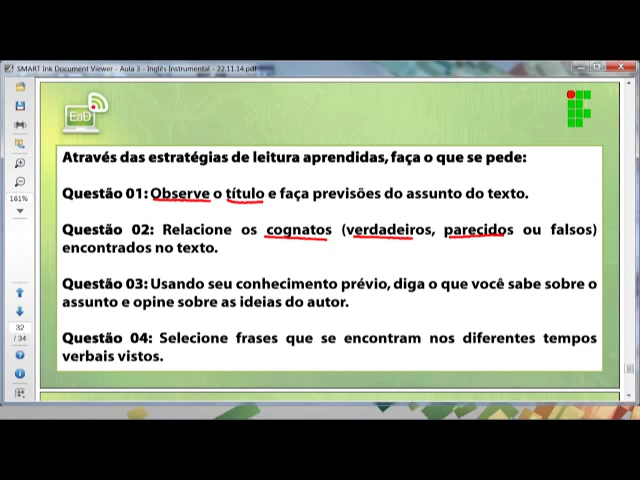 SMART Ink Document Viewer - Aula 3 - Inglês Instrumental - 22.11.14.pdf
EaD
Através das estratégias de leitura aprendidas, faça o que se pede:
Questão 01: Observe o título e faça previsões do assunto do texto.
Questão 02: Relacione os cognatos (verdadeiros, parecidos ou falsos)
encontrados no texto.
Questão 03: Usando seu conhecimento prévio, diga o que você sabe sobre o
assunto e opine sobre as ideias do autor.
Questão 04: Selecione frases que se encontram nos diferentes tempos
verbais vistos.
161%
32
/ 34